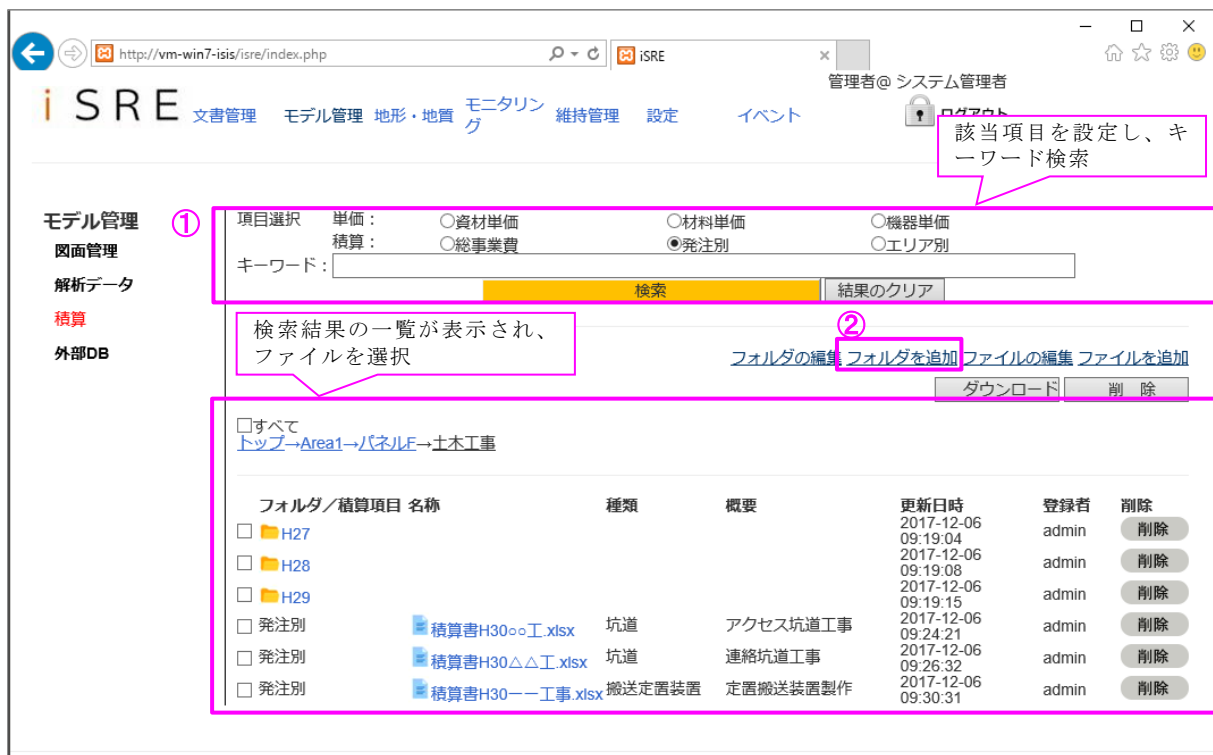 http://vm-win7-isis/isre/index.php
iSRE
管理者@ システム管理者
i SRE
文書管理
モデル管理
地形・地質
モニタリン
グ
維持管理
設定
イベント
ログアウト
該当項目を設定し、キ
ーワード検索
モデル管理
図面管理
解析データ
積算
外部DB
①
項目選択 単価： 資材単価 材料単価 機器単価
積算： 総事業費 発注別 エリア別
キーワード：
検索 結果のクリア
検索結果の一覧が表示され、
ファイルを選択
②
フォルダの編集 フォルダを追加 ファイルの編集 ファイルを追加
ダウンロード 削 除
すべて
トップ→Area1→パネルF→土木工事
フォルダ／積算項目 名称 種類 概要 更新日時 登録者 削除
H27 2017-12-06 09:19:04 admin 削除
H28 2017-12-06 09:19:08 admin 削除
H29 2017-12-06 09:19:15 admin 削除
発注別 積算書H30○○工.xlsx 坑道 アクセス坑道工事 2017-12-06 09:24:21 admin 削除
発注別 積算書H30△△工.xlsx 坑道 連絡坑道工事 2017-12-06 09:26:32 admin 削除
発注別 積算書H30ーー工事.xlsx 搬送定置装置 定置搬送装置製作 2017-12-06 09:30:31 admin 削除